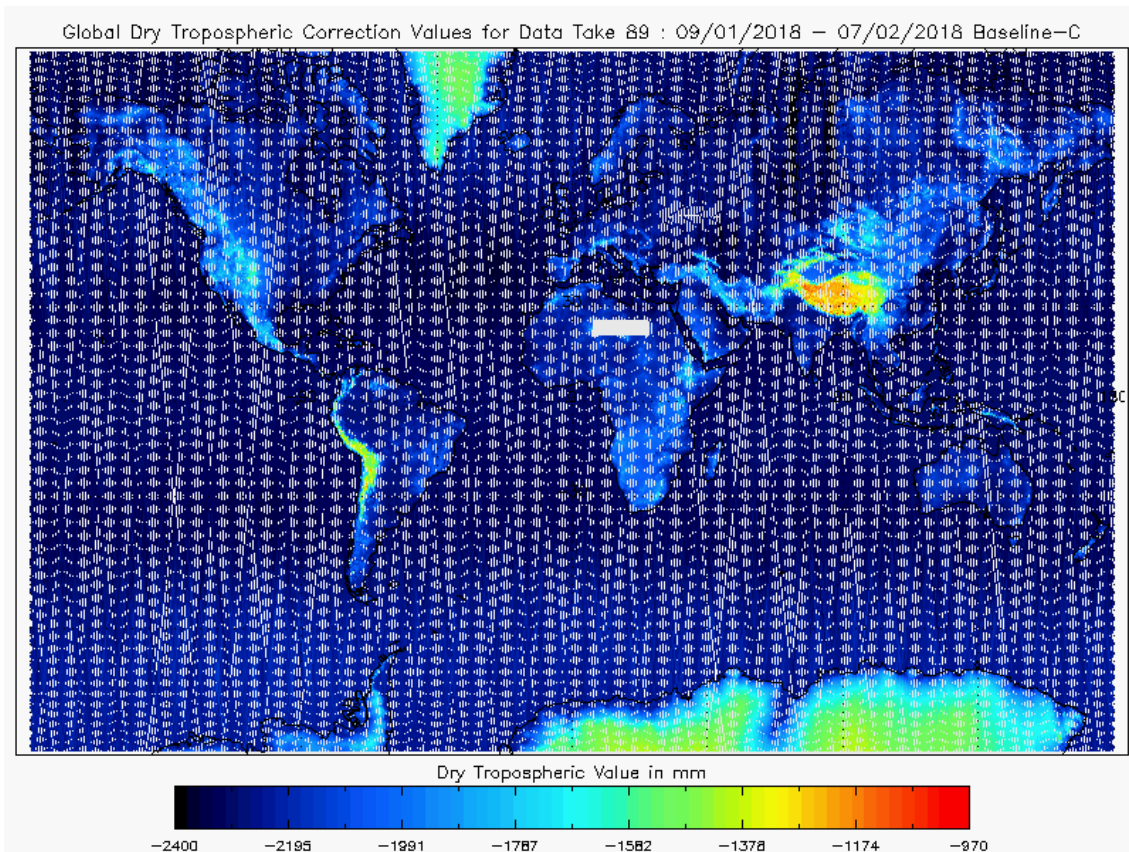 Global Dry Tropospheric Correction Values for Data Take 89 : 09/01/2018 – 07/02/2018 Baseline-C
Dry Tropospheric Value in mm
−2400 −2195 −1991 −1787 −1582 −1378 −1174 −970